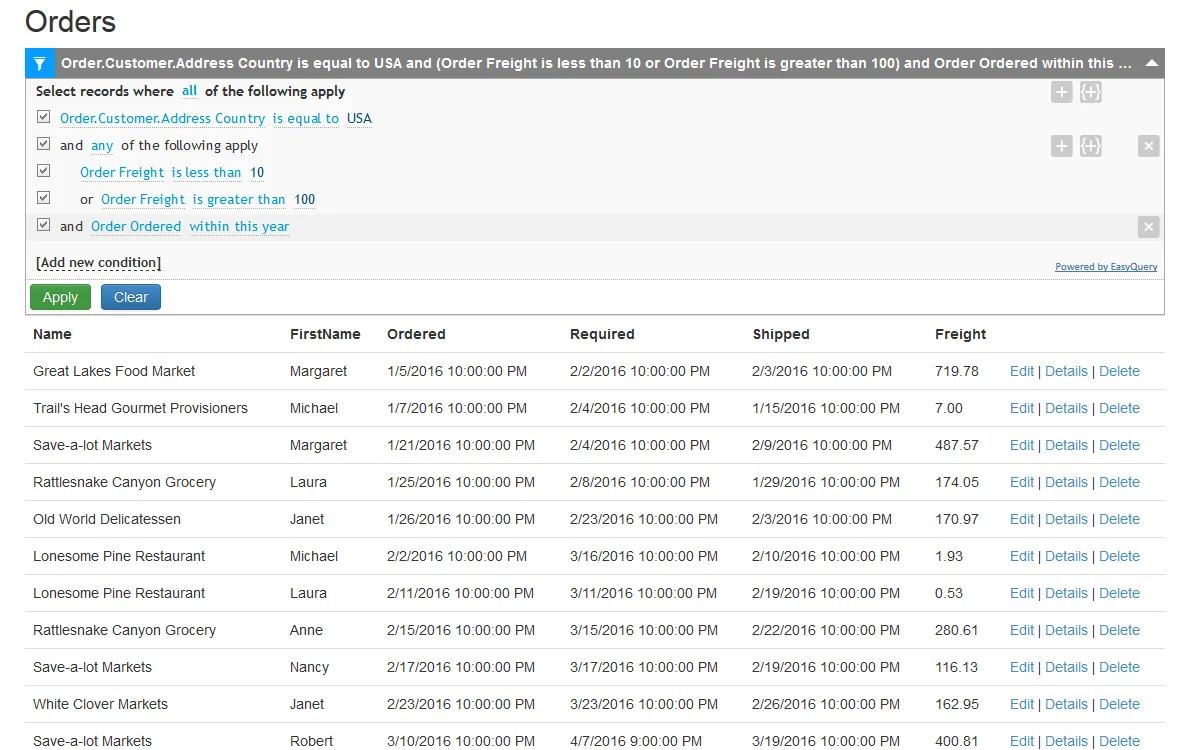 Orders
Order.Customer.Address Country is equal to USA and (Order Freight is less than 10 or Order Freight is greater than 100) and Order Ordered within this ...
Select records where all of the following apply
Order.Customer.Address Country is equal to USA
and any of the following apply
Order Freight is less than 10
or Order Freight is greater than 100
and Order Ordered within this year
[Add new condition]
Powered by EasyQuery
Apply Clear
Name FirstName Ordered Required Shipped Freight
Great Lakes Food Market Margaret 1/5/2016 10:00:00 PM 2/2/2016 10:00:00 PM 2/3/2016 10:00:00 PM 719.78 Edit | Details | Delete
Trail's Head Gourmet Provisioners Michael 1/7/2016 10:00:00 PM 2/4/2016 10:00:00 PM 1/15/2016 10:00:00 PM 7.00 Edit | Details | Delete
Save-a-lot Markets Margaret 1/21/2016 10:00:00 PM 2/4/2016 10:00:00 PM 2/9/2016 10:00:00 PM 487.57 Edit | Details | Delete
Rattlesnake Canyon Grocery Laura 1/25/2016 10:00:00 PM 2/8/2016 10:00:00 PM 1/29/2016 10:00:00 PM 174.05 Edit | Details | Delete
Old World Delicatessen Janet 1/26/2016 10:00:00 PM 2/23/2016 10:00:00 PM 2/3/2016 10:00:00 PM 170.97 Edit | Details | Delete
Lonesome Pine Restaurant Michael 2/2/2016 10:00:00 PM 3/16/2016 10:00:00 PM 2/10/2016 10:00:00 PM 1.93 Edit | Details | Delete
Lonesome Pine Restaurant Laura 2/11/2016 10:00:00 PM 3/11/2016 10:00:00 PM 2/19/2016 10:00:00 PM 0.53 Edit | Details | Delete
Rattlesnake Canyon Grocery Anne 2/15/2016 10:00:00 PM 3/15/2016 10:00:00 PM 2/22/2016 10:00:00 PM 280.61 Edit | Details | Delete
Save-a-lot Markets Nancy 2/17/2016 10:00:00 PM 3/17/2016 10:00:00 PM 2/19/2016 10:00:00 PM 116.13 Edit | Details | Delete
White Clover Markets Janet 2/23/2016 10:00:00 PM 3/23/2016 10:00:00 PM 2/26/2016 10:00:00 PM 162.95 Edit | Details | Delete
Save-a-lot Markets Robert 3/10/2016 10:00:00 PM 4/7/2016 9:00:00 PM 3/19/2016 10:00:00 PM 400.81 Edit | Details | Delete